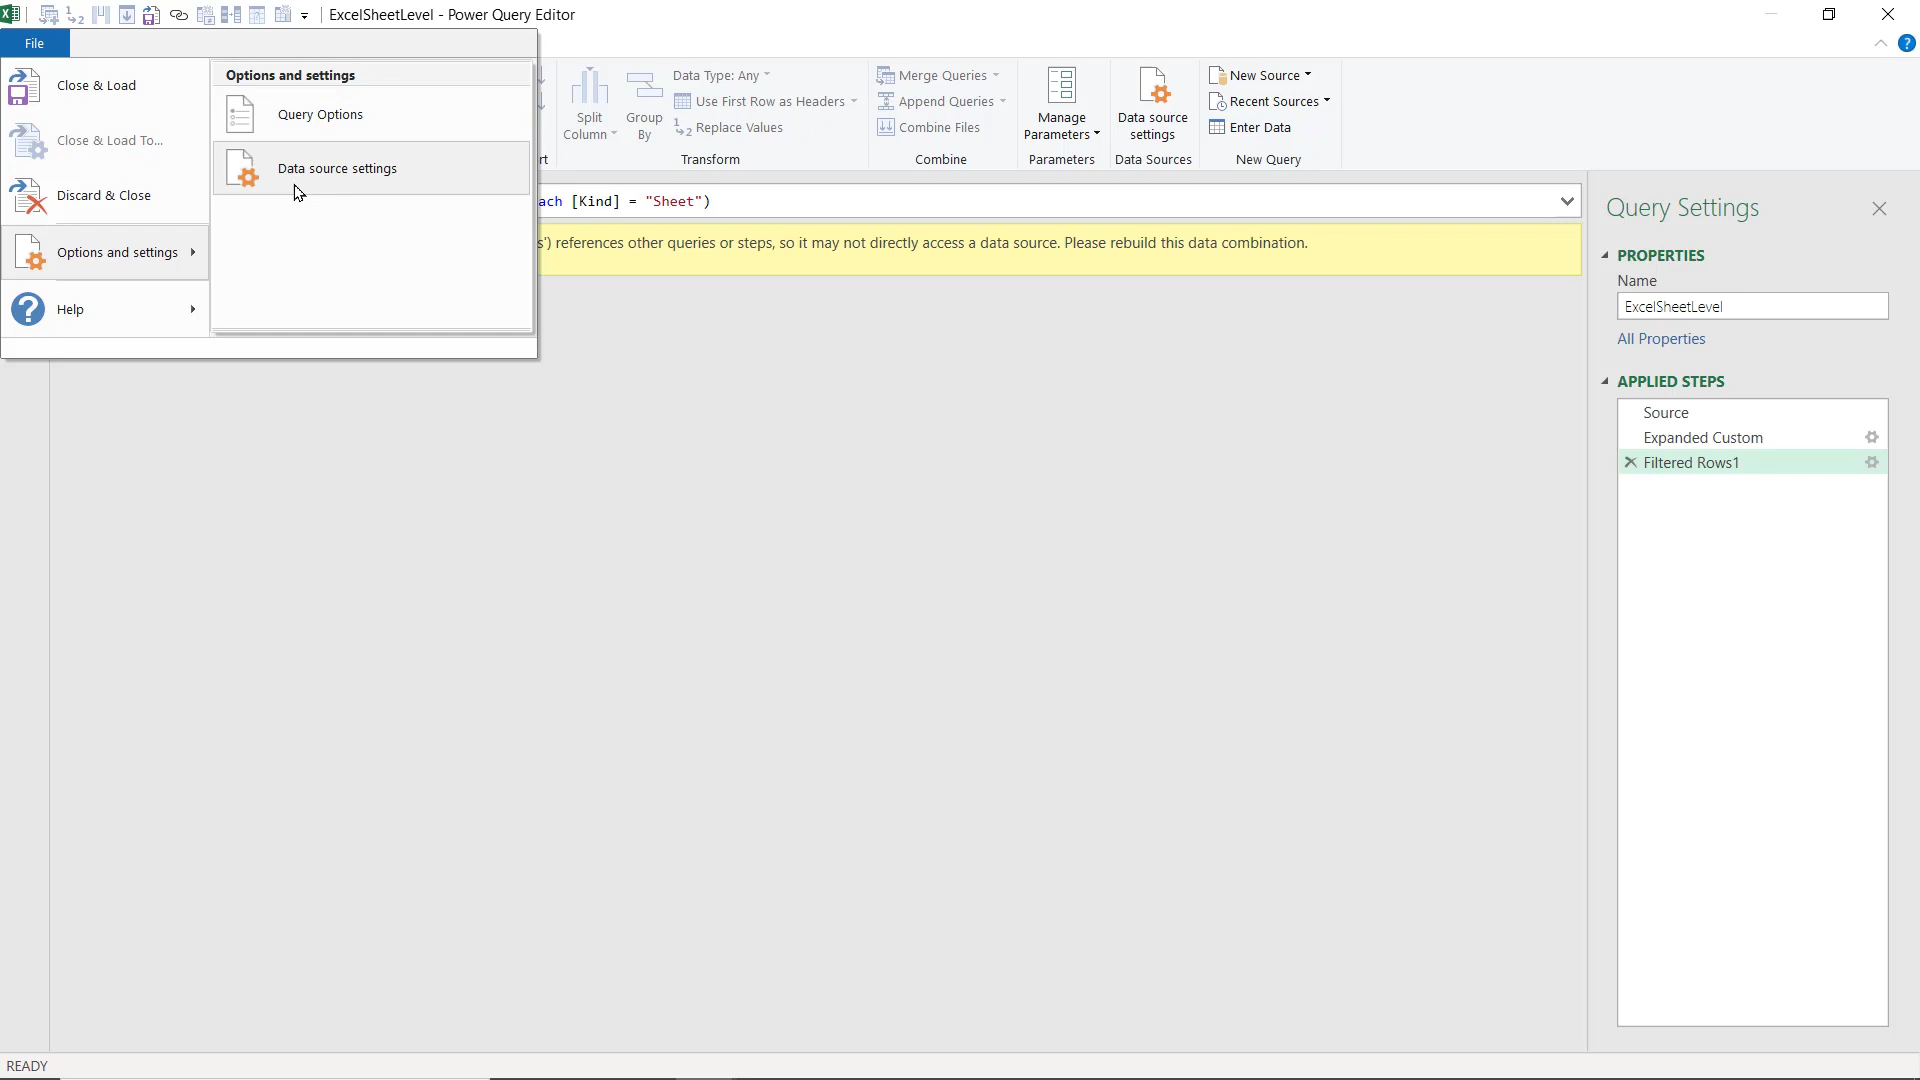 ExcelSheetLevel - Power Query Editor
File
Close & Load
Close & Load To...
Discard & Close
Options and settings
Help
Options and settings
Query Options
Data source settings
Split
Column
Group
By
Data Type: Any
Use First Row as Headers
1
2 Replace Values
Transform
Merge Queries
Append Queries
Combine Files
Combine
Manage
Parameters
Parameters
Data source
settings
Data Sources
New Source
Recent Sources
Enter Data
New Query
ach [Kind] = "Sheet")
s') references other queries or steps, so it may not directly access a data source. Please rebuild this data combination.
Query Settings
PROPERTIES
Name
ExcelSheetLevel
All Properties
APPLIED STEPS
Source
Expanded Custom
Filtered Rows1
READY